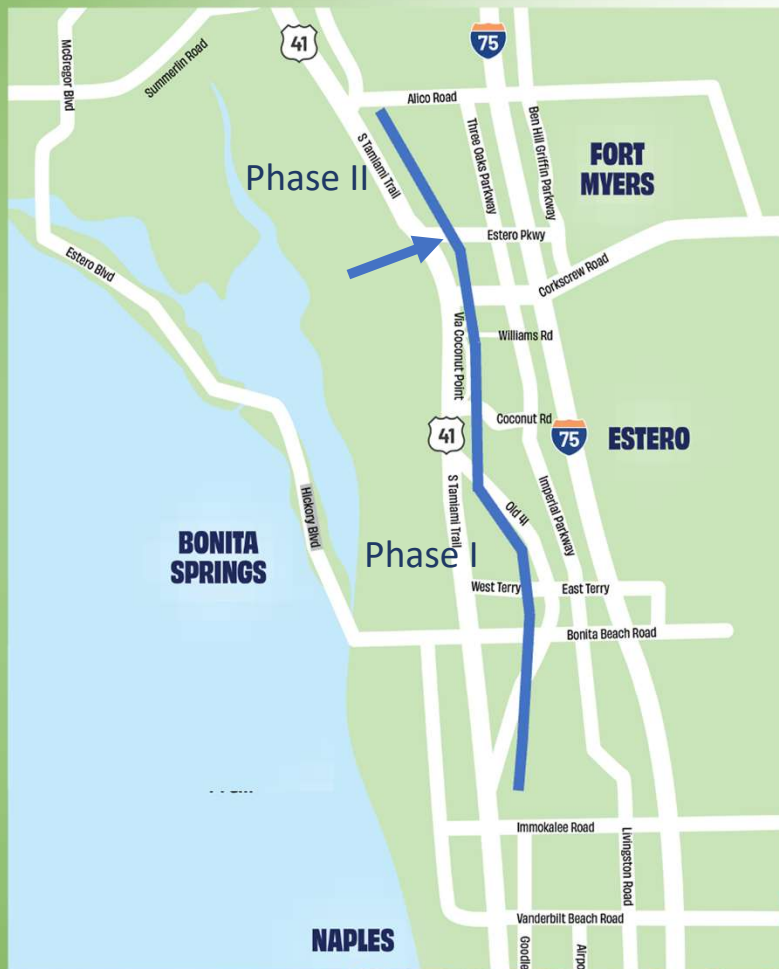 McGregor Blvd
Summerlin Road
41
75
Alico Road
Ben Hill Griffin Parkway
Three Oaks Parkway
S Tamiami Trail
FORT
MYERS
Phase II
Estero Pkwy
Estero Blvd
Corkscrew Road
Via Coconut Point
Williams Rd
Coconut Rd
41
75
ESTERO
Hickory Blvd
S Tamiami Trail
Old 41
Imperial Parkway
BONITA
SPRINGS
Phase I
West Terry
East Terry
Bonita Beach Road
Immokalee Road
Livingston Road
Vanderbilt Beach Road
NAPLES
Goodle
Airpo